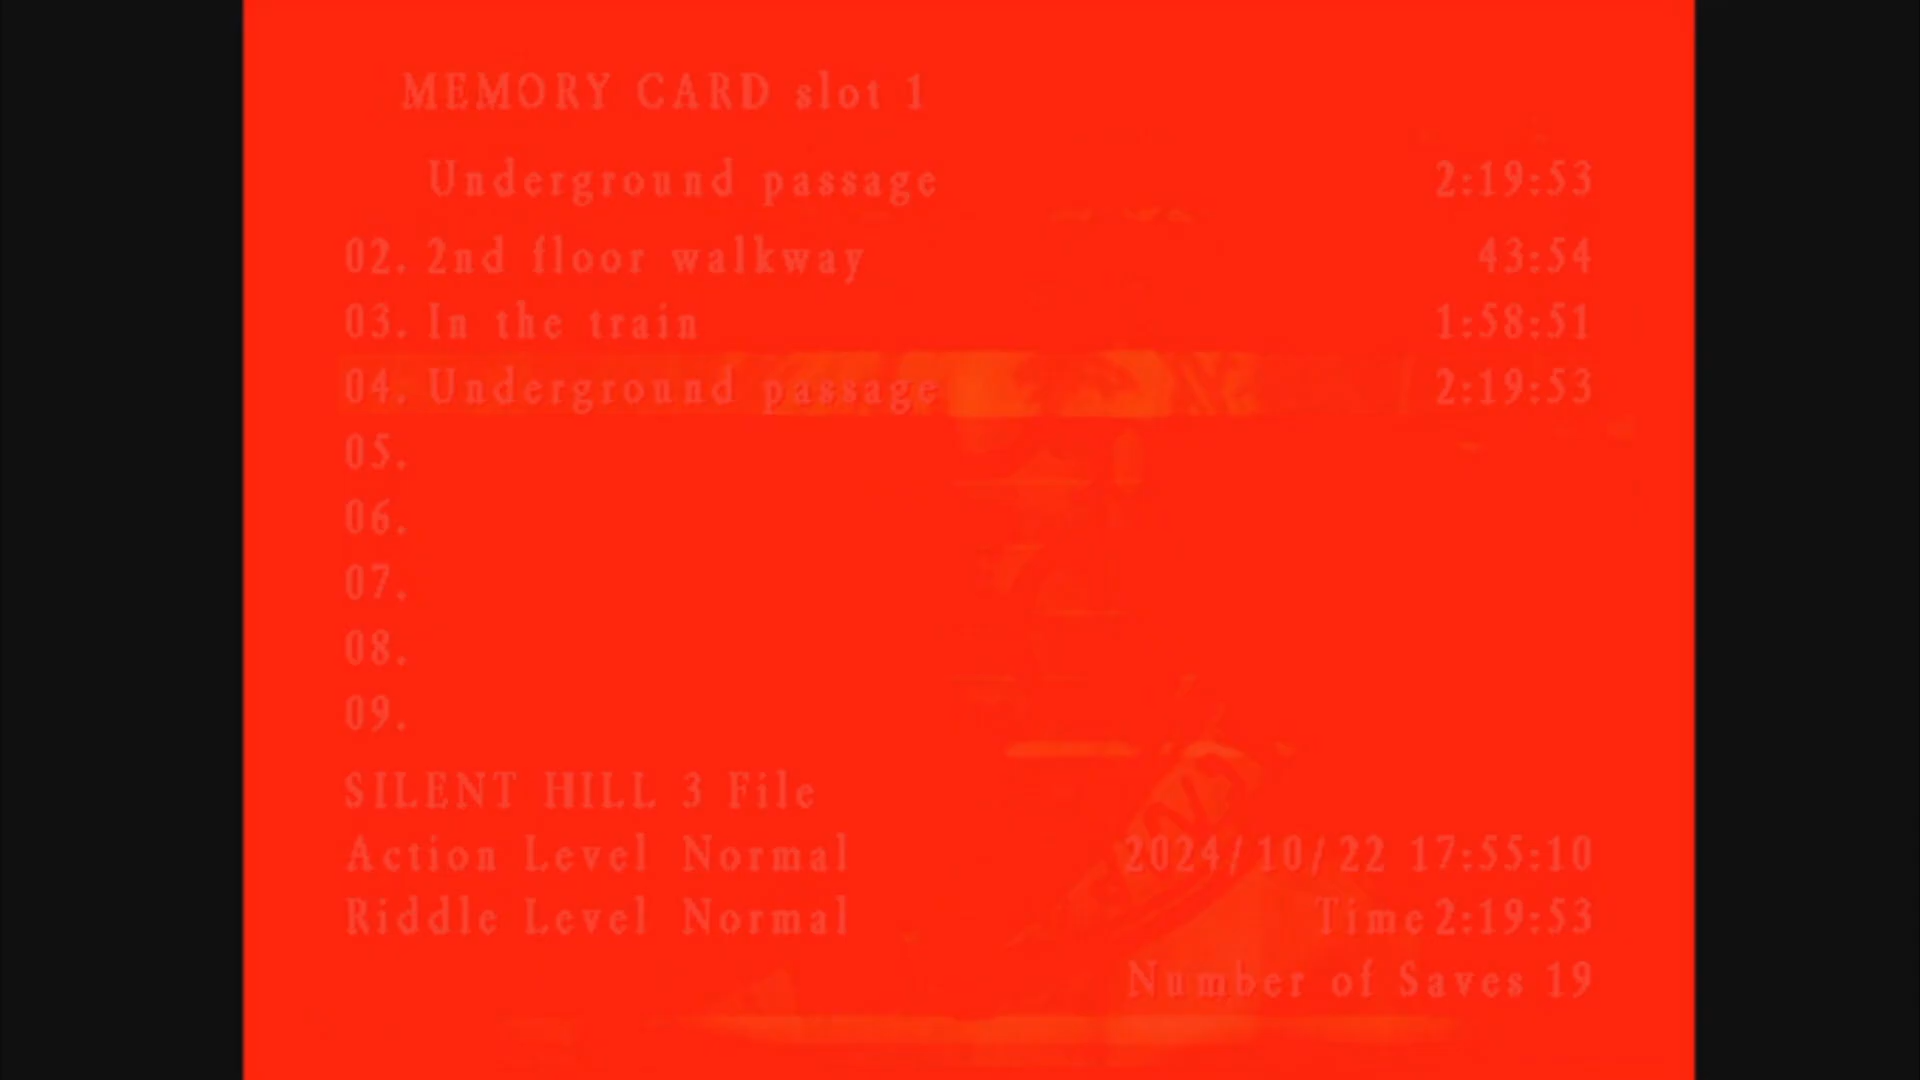 MEMORY CARD slot 1
Underground passage 2:19:53
02. 2nd floor walkway 43:54
03. In the train 1:58:51
04. Underground passage 2:19:53
05.
06.
07.
08.
09.
SILENT HILL 3 File
Action Level Normal 2024/10/22 17:55:10
Riddle Level Normal Time 2:19:53
Number of Saves 19